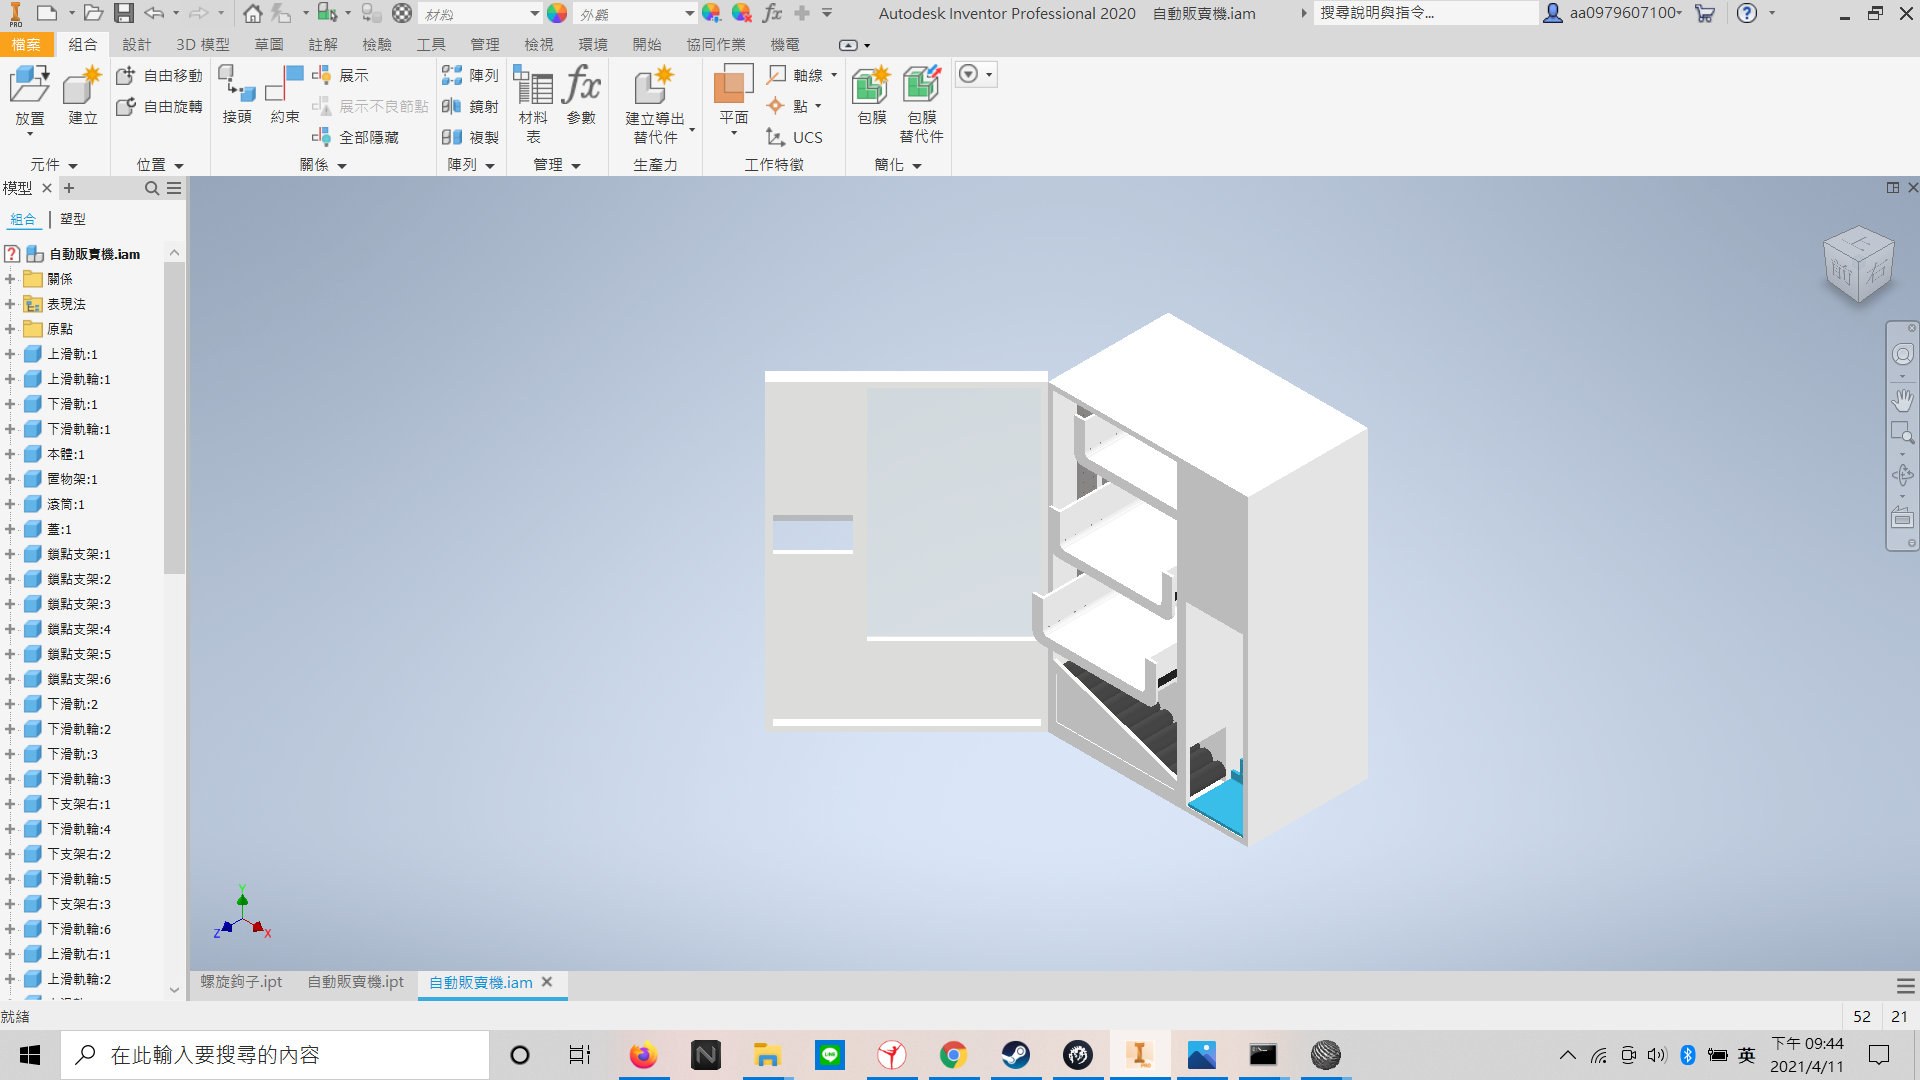 材料
外觀
Autodesk Inventor Professional 2020 自動販賣機.iam
搜尋說明與指令...
aa0979607100
檔案 組合 設計 3D 模型 草圖 註解 檢驗 工具 管理 檢視 環境 開始 協同作業 機電
放置
建立
自由移動
自由旋轉
接頭
約束
展示
展示不良節點
全部隱藏
陣列
鏡射
複製
材料
表
參數
建立導出
替代件
平面
軸線
點
UCS
包膜
包膜
替代件
元件 位置 關係 陣列 管理 生產力 工作特徵 簡化
模型
組合 | 塑型
自動販賣機.iam
關係
表現法
原點
上滑軌:1
上滑軌輪:1
下滑軌:1
下滑軌輪:1
本體:1
置物架:1
滾筒:1
蓋:1
鎖點支架:1
鎖點支架:2
鎖點支架:3
鎖點支架:4
鎖點支架:5
鎖點支架:6
下滑軌:2
下滑軌輪:2
下滑軌:3
下滑軌輪:3
下支架右:1
下滑軌輪:4
下支架右:2
下滑軌輪:5
下支架右:3
下滑軌輪:6
上滑軌右:1
上滑軌輪:2
上
前
右
Y
Z
X
螺旋鉤子.ipt 自動販賣機.ipt 自動販賣機.iam
就緒
52 21
在此輸入要搜尋的內容
英
下午 09:44
2021/4/11